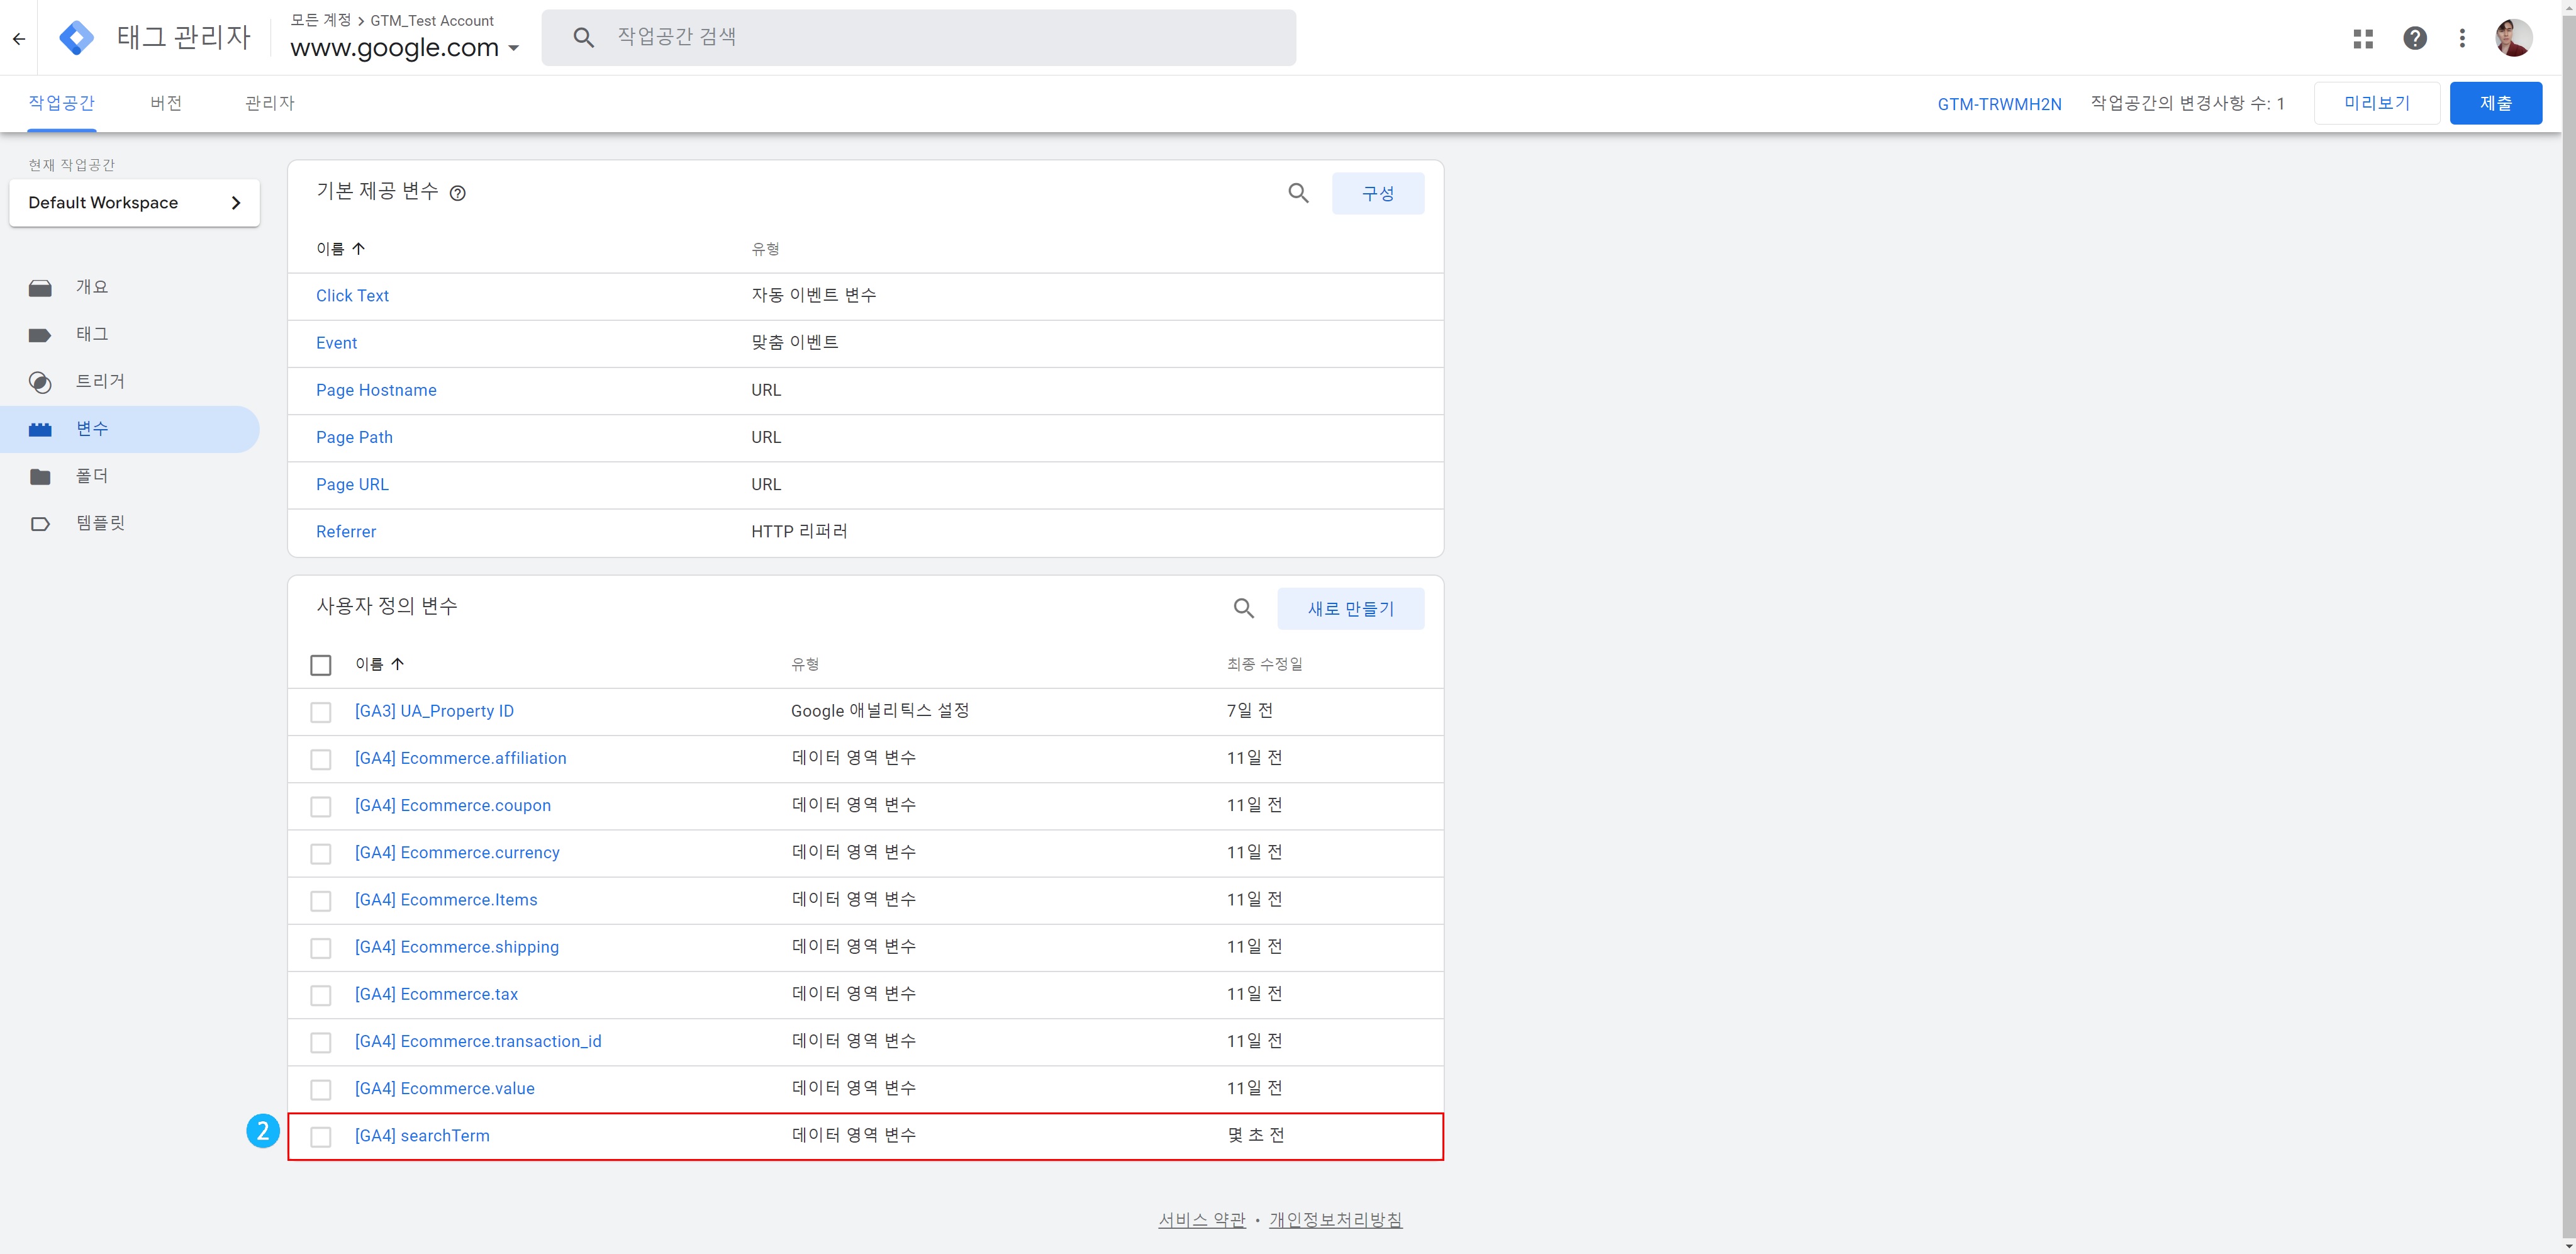 모든 계정 > GTM_Test Account
태그 관리자
www.google.com
작업공간 검색
작업공간
버전
관리자
GTM-TRWMH2N
작업공간의 변경사항 수: 1
미리보기
제출
현재 작업공간
Default Workspace
개요
태그
트리거
변수
폴더
템플릿
기본 제공 변수
구성
이름 유형
Click Text 자동 이벤트 변수
Event 맞춤 이벤트
Page Hostname URL
Page Path URL
Page URL URL
Referrer HTTP 리퍼러
사용자 정의 변수
새로 만들기
이름 유형 최종 수정일
[GA3] UA_Property ID Google 애널리틱스 설정 7일 전
[GA4] Ecommerce.affiliation 데이터 영역 변수 11일 전
[GA4] Ecommerce.coupon 데이터 영역 변수 11일 전
[GA4] Ecommerce.currency 데이터 영역 변수 11일 전
[GA4] Ecommerce.Items 데이터 영역 변수 11일 전
[GA4] Ecommerce.shipping 데이터 영역 변수 11일 전
[GA4] Ecommerce.tax 데이터 영역 변수 11일 전
[GA4] Ecommerce.transaction_id 데이터 영역 변수 11일 전
[GA4] Ecommerce.value 데이터 영역 변수 11일 전
2 [GA4] searchTerm 데이터 영역 변수 몇 초 전
서비스 약관 • 개인정보처리방침